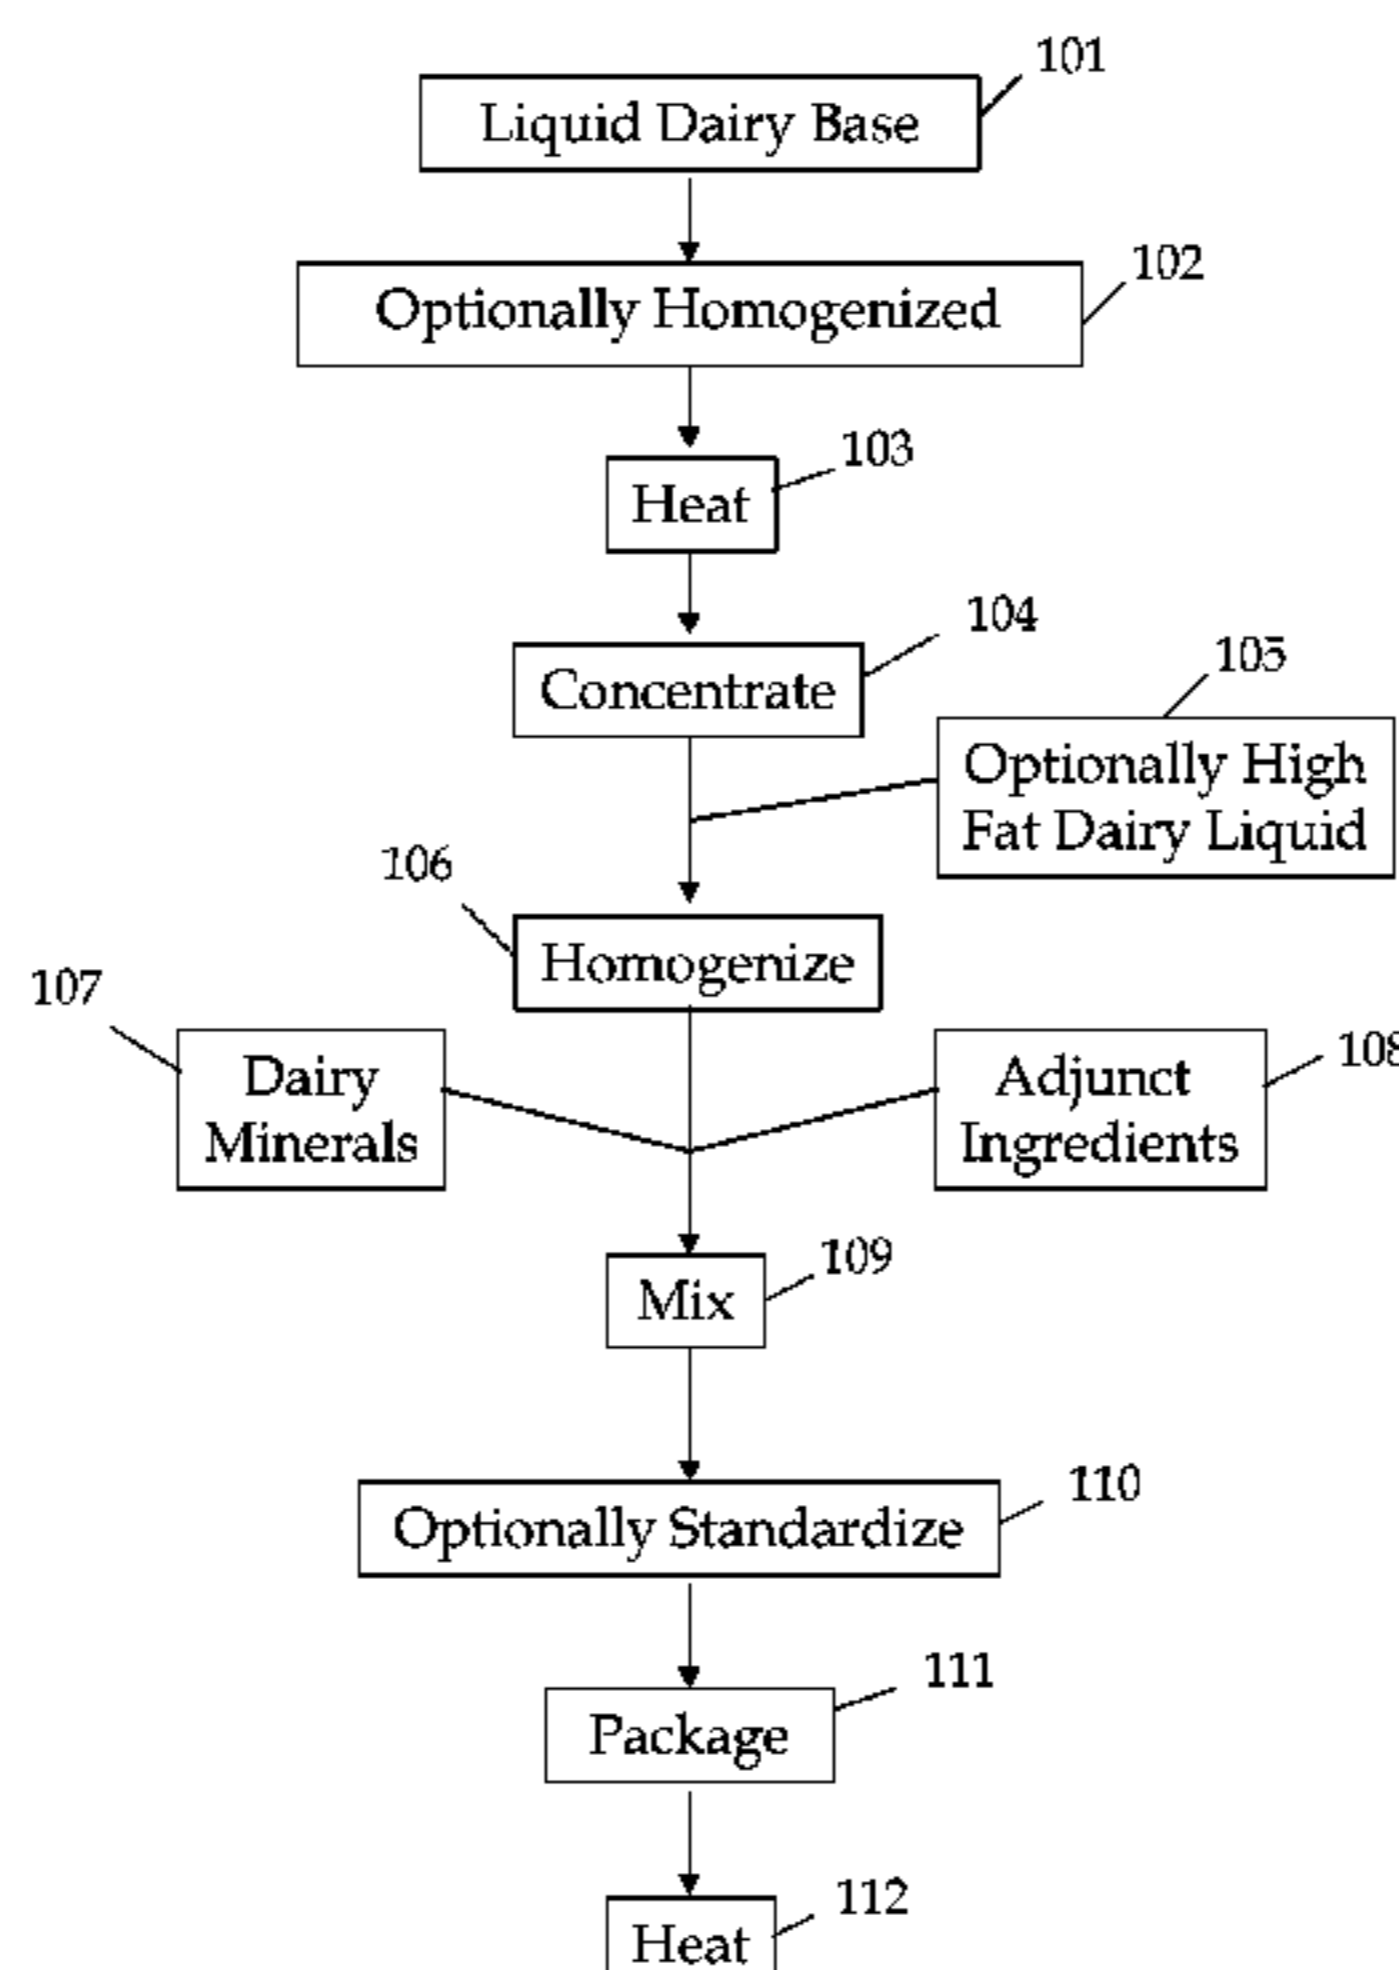 101
Liquid Dairy Base
102
Optionally Homogenized
103
Heat
104
Concentrate
105
Optionally High
Fat Dairy Liquid
106
Homogenize
107
Dairy
Minerals
108
Adjunct
Ingredients
109
Mix
110
Optionally Standardize
111
Package
112
Heat